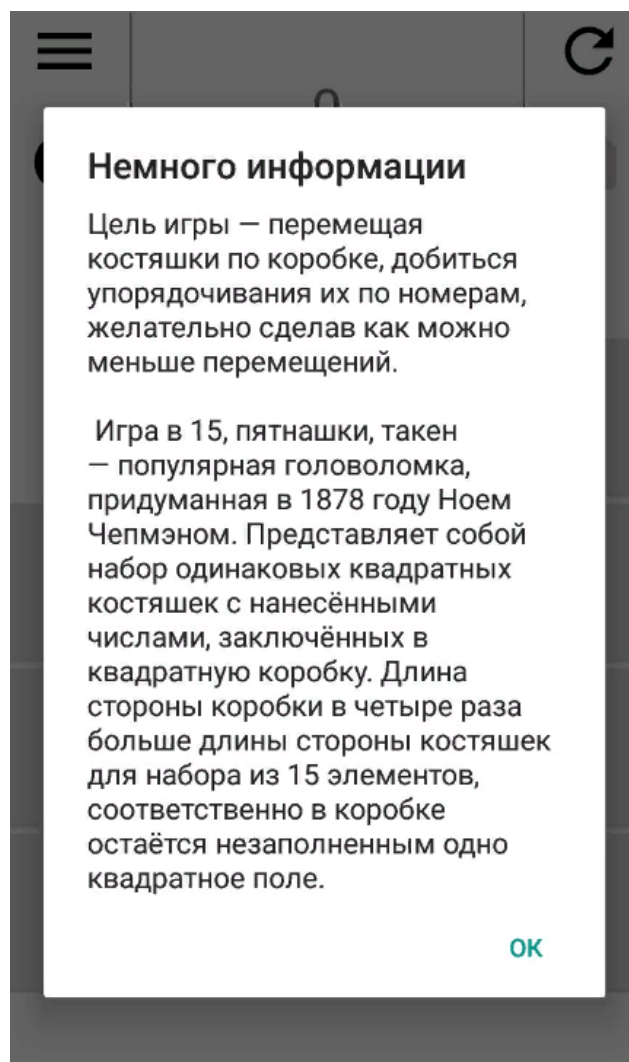 Немного информации
Цель игры — перемещая
костяшки по коробке, добиться
упорядочивания их по номерам,
желательно сделав как можно
меньше перемещений.
Игра в 15, пятнашки, такен
— популярная головоломка,
придуманная в 1878 году Ноем
Чепмэном. Представляет собой
набор одинаковых квадратных
костяшек с нанесёнными
числами, заключённых в
квадратную коробку. Длина
стороны коробки в четыре раза
больше длины стороны костяшек
для набора из 15 элементов,
соответственно в коробке
остаётся незаполненным одно
квадратное поле.
ОК